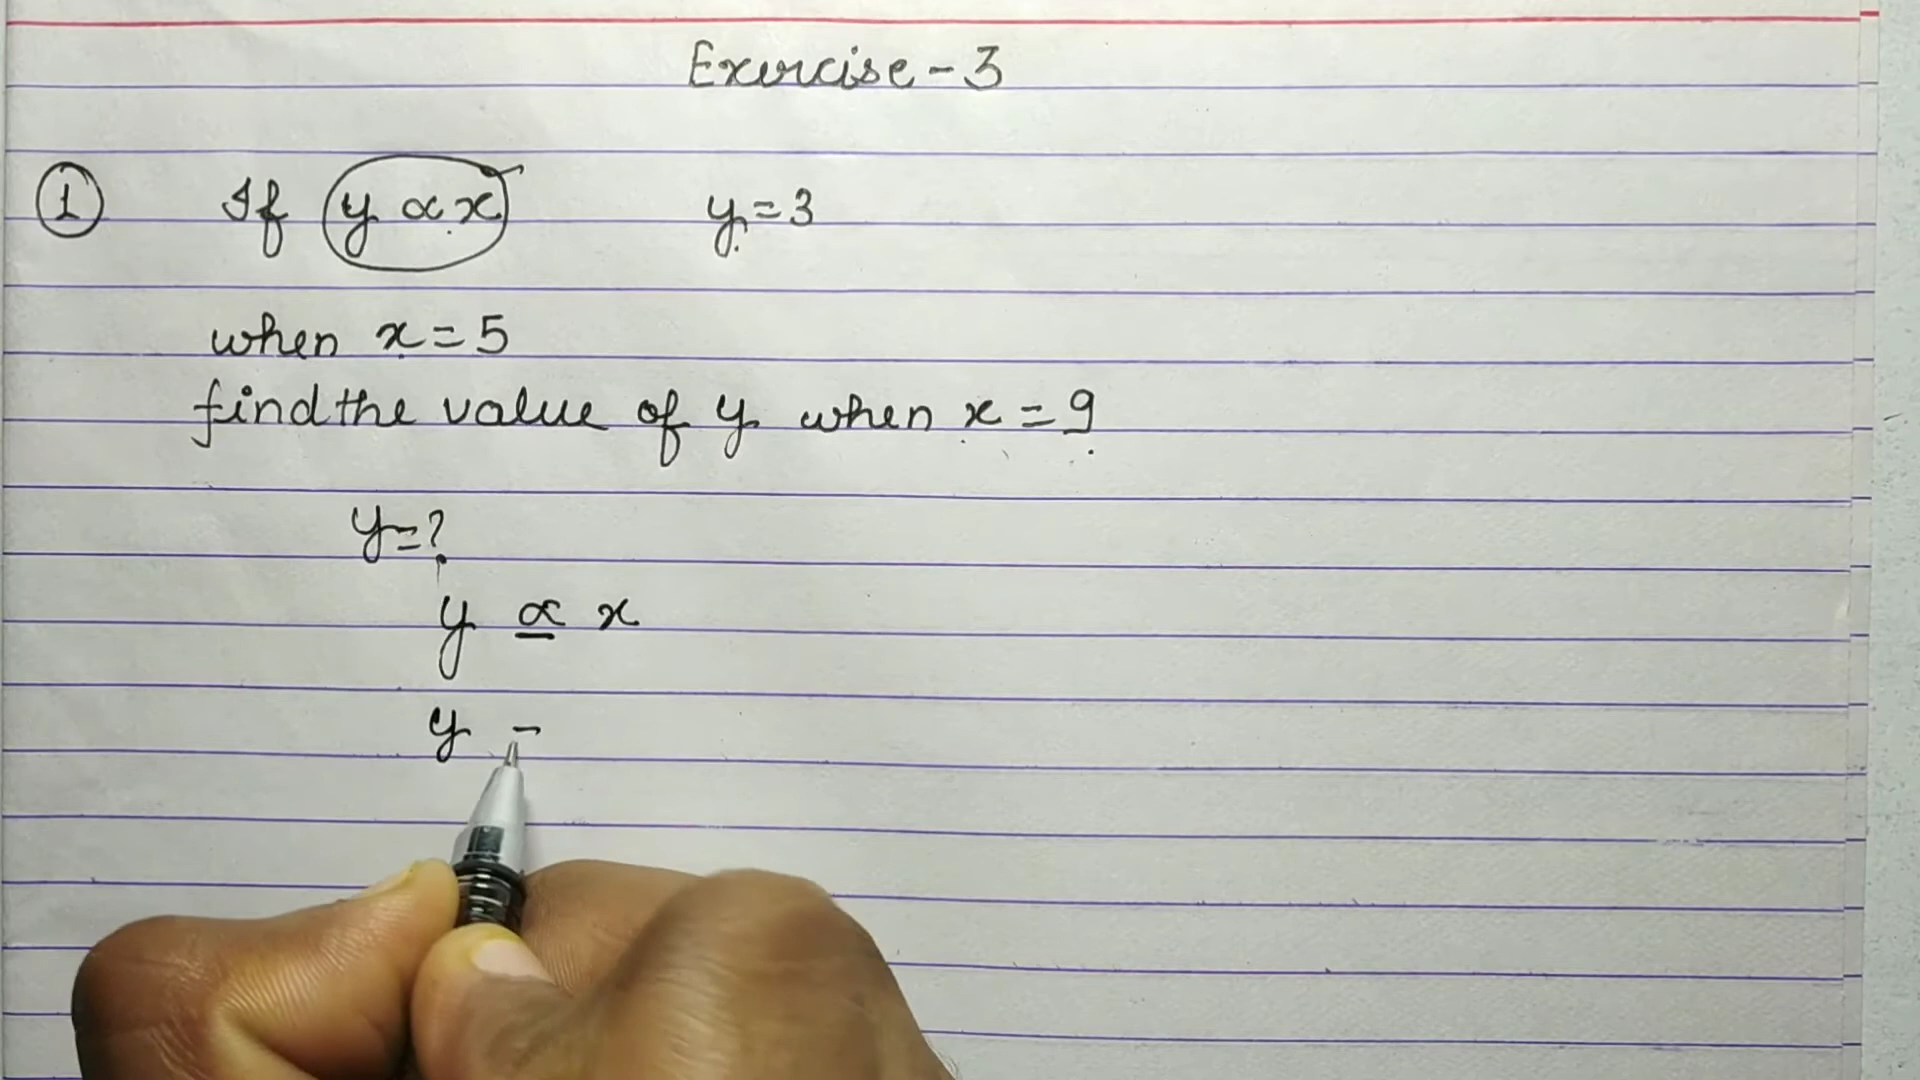 Exercise - 3
1 If y ∝ x y = 3
when x = 5
find the value of y when x = 9
y = ?
y ∝ x
y -